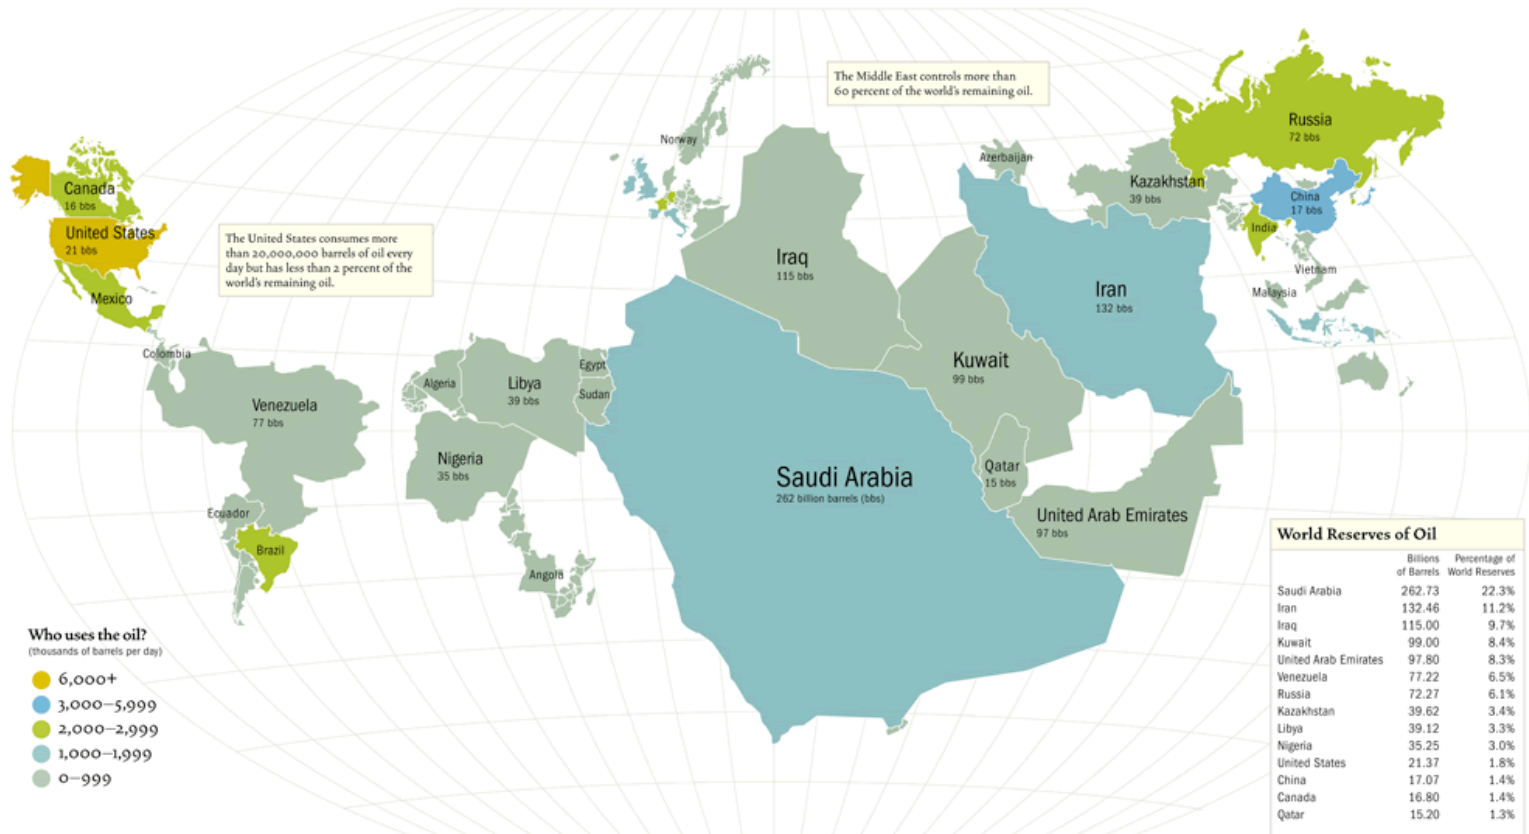 The Middle East controls more than
60 percent of the world's remaining oil.
Norway
Russia
72 bbs
Azerbaijan
Kazakhstan
39 bbs
China
17 bbs
India
Vietnam
Malaysia
Canada
16 bbs
United States
21 bbs
Mexico
The United States consumes more
than 20,000,000 barrels of oil every
day but has less than 2 percent of the
world's remaining oil.
Iraq
115 bbs
Iran
132 bbs
Kuwait
99 bbs
Colombia
Venezuela
77 bbs
Algeria
Libya
39 bbs
Egypt
Sudan
Nigeria
35 bbs
Saudi Arabia
262 billion barrels (bbs)
Qatar
15 bbs
United Arab Emirates
97 bbs
Ecuador
Brazil
Angola
Who uses the oil?
(thousands of barrels per day)
6,000+
3,000–5,999
2,000–2,999
1,000–1,999
0–999
World Reserves of Oil
Billions Percentage of
of Barrels World Reserves
Saudi Arabia 262.73 22.3%
Iran 132.46 11.2%
Iraq 115.00 9.7%
Kuwait 99.00 8.4%
United Arab Emirates 97.80 8.3%
Venezuela 77.22 6.5%
Russia 72.27 6.1%
Kazakhstan 39.62 3.4%
Libya 39.12 3.3%
Nigeria 35.25 3.0%
United States 21.37 1.8%
China 17.07 1.4%
Canada 16.80 1.4%
Qatar 15.20 1.3%